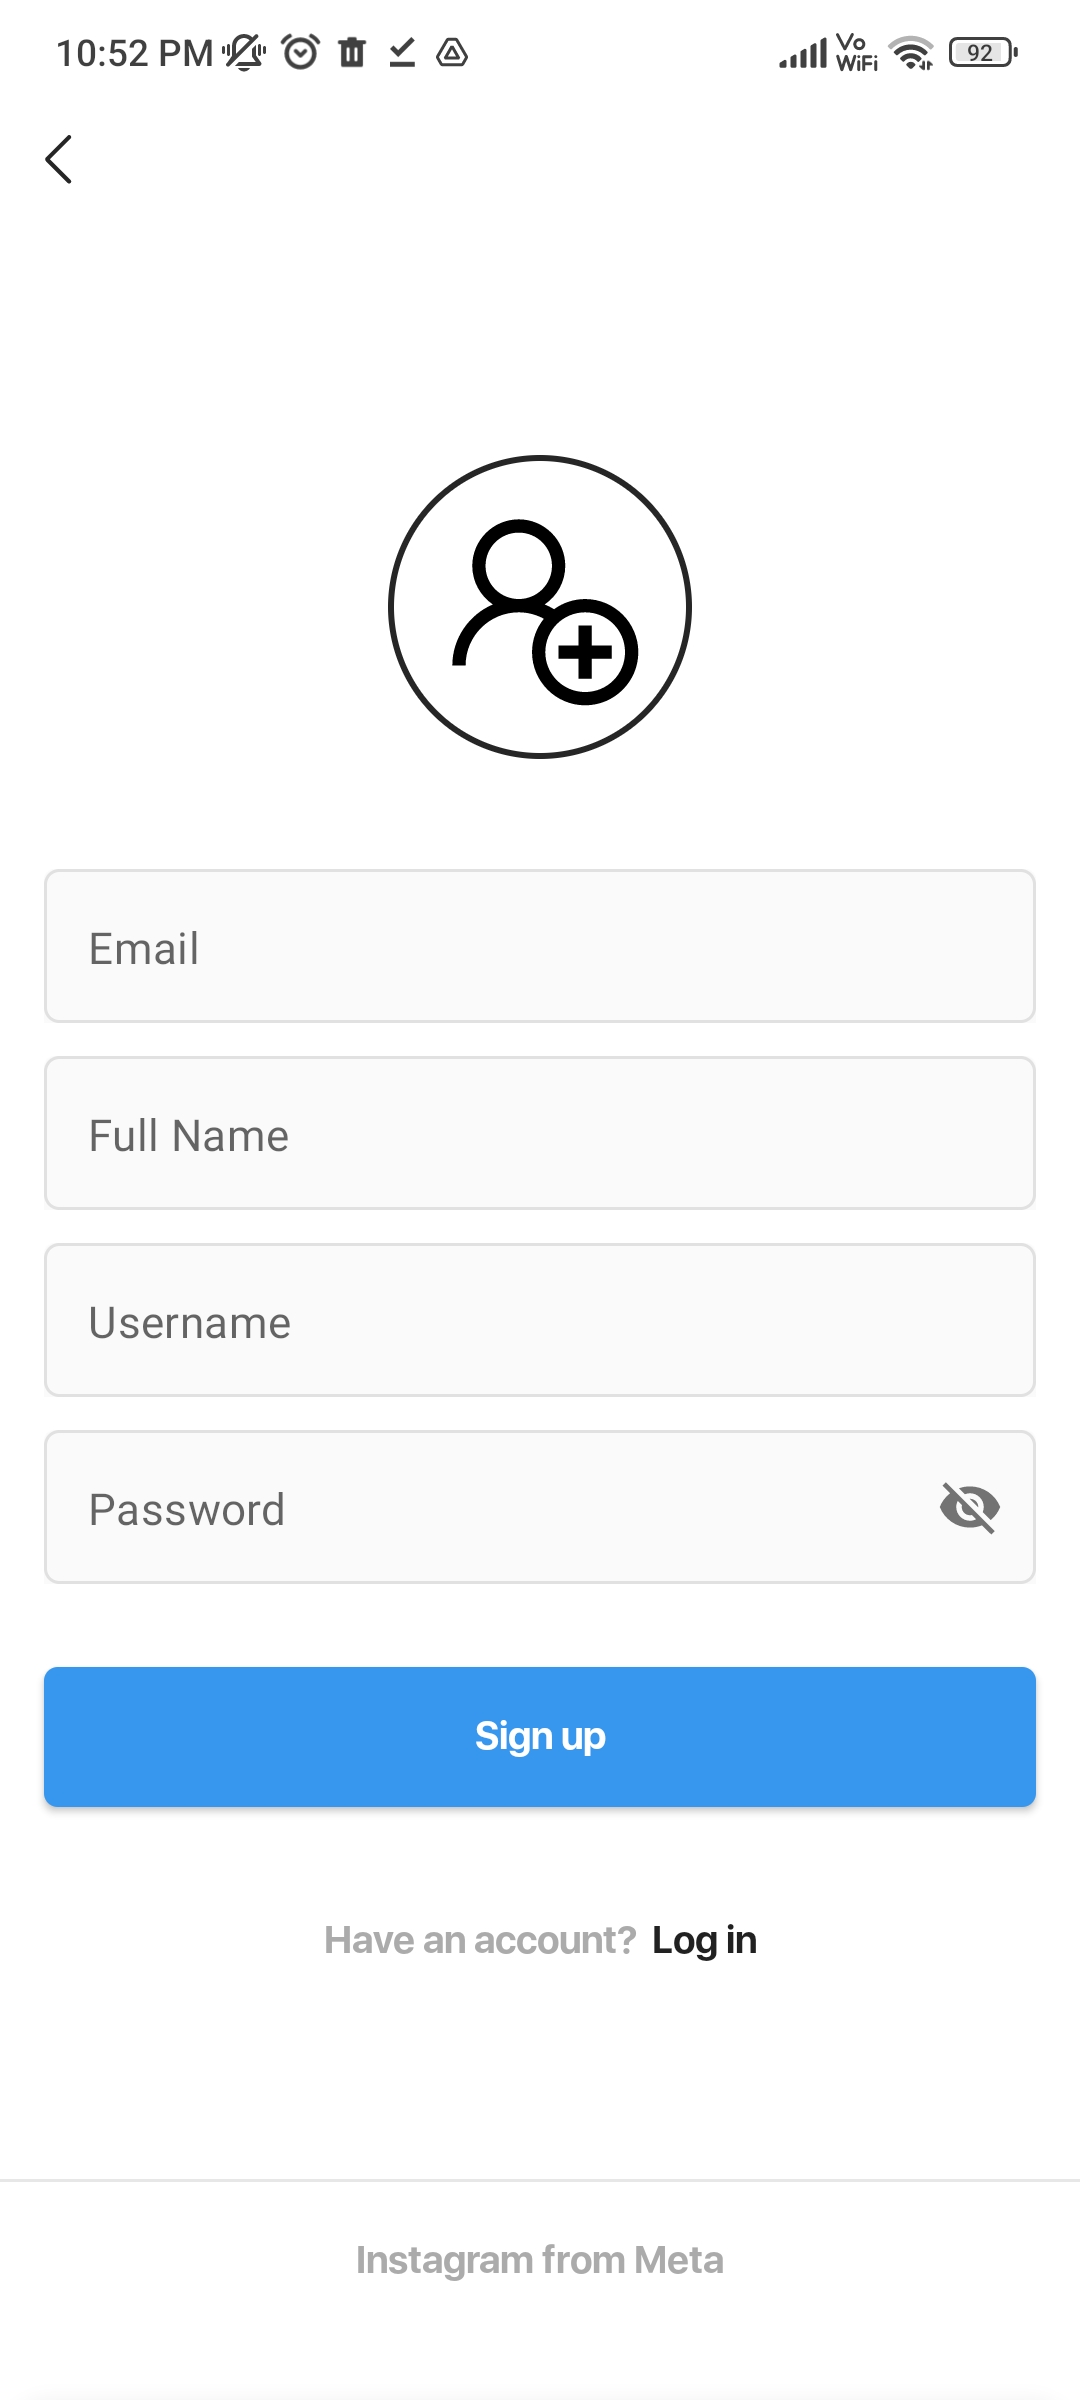 10:52 PM
Vo
WiFi
92
Email
Full Name
Username
Password
Sign up
Have an account? Log in
Instagram from Meta